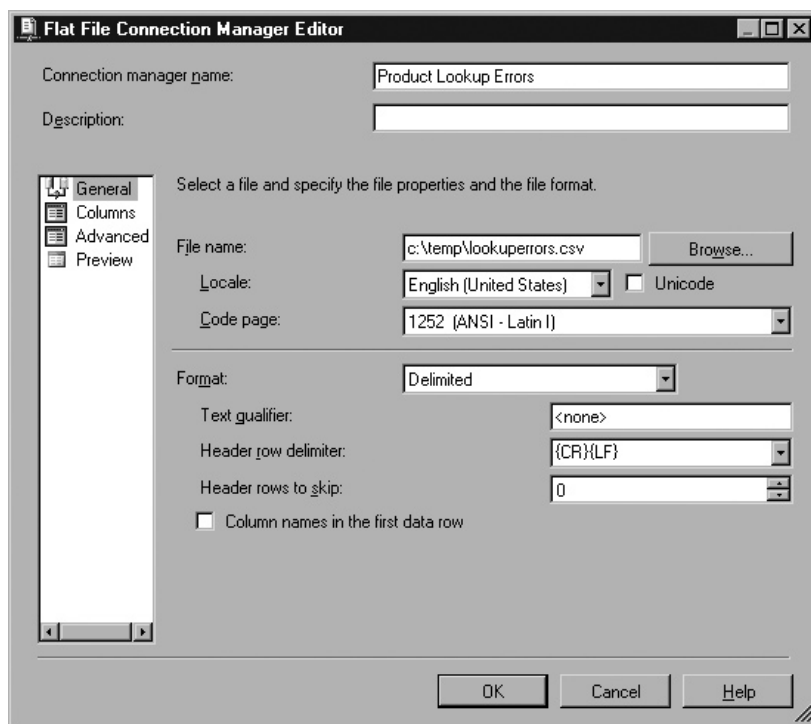 Flat File Connection Manager Editor
Connection manager name: Product Lookup Errors
Description:
General
Columns
Advanced
Preview
Select a file and specify the file properties and the file format.
File name: c:\temp\lookuperrors.csv Browse...
Locale: English (United States) Unicode
Code page: 1252 (ANSI - Latin I)
Format: Delimited
Text qualifier: <none>
Header row delimiter: {CR}{LF}
Header rows to skip: 0
Column names in the first data row
OK Cancel Help